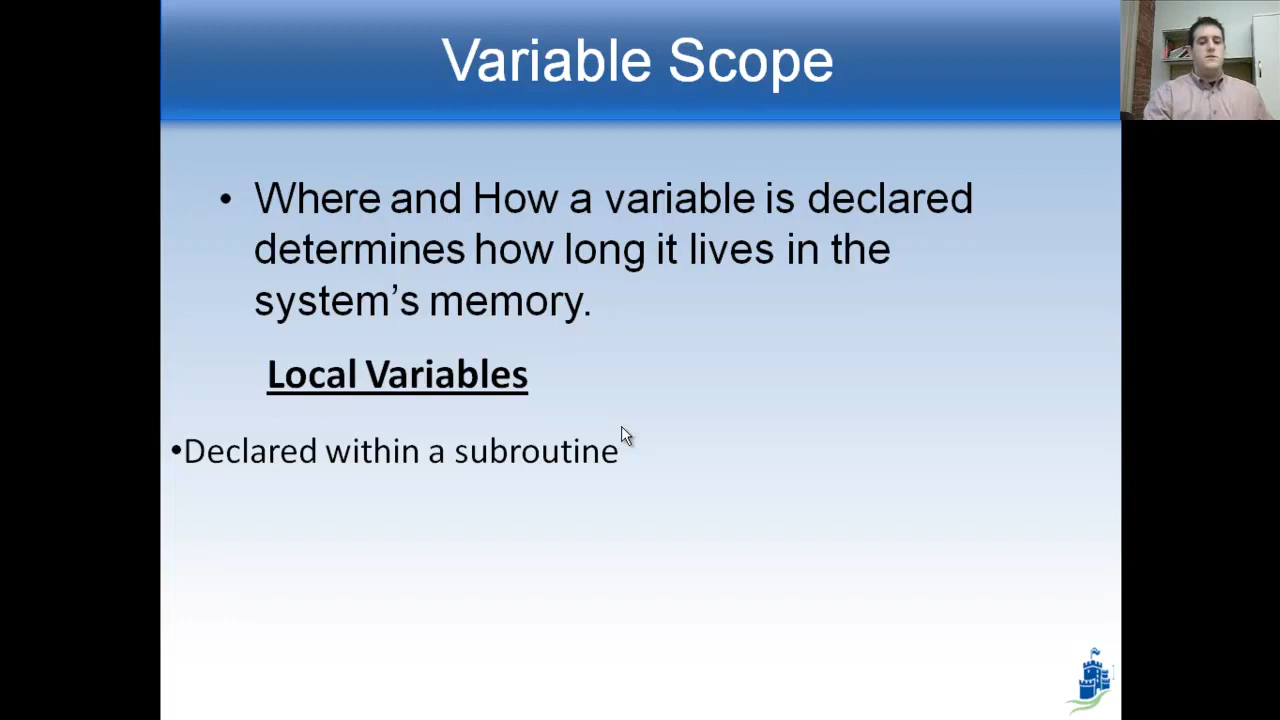 Variable Scope
• Where and How a variable is declared
determines how long it lives in the
system’s memory.
Local Variables
•Declared within a subroutine